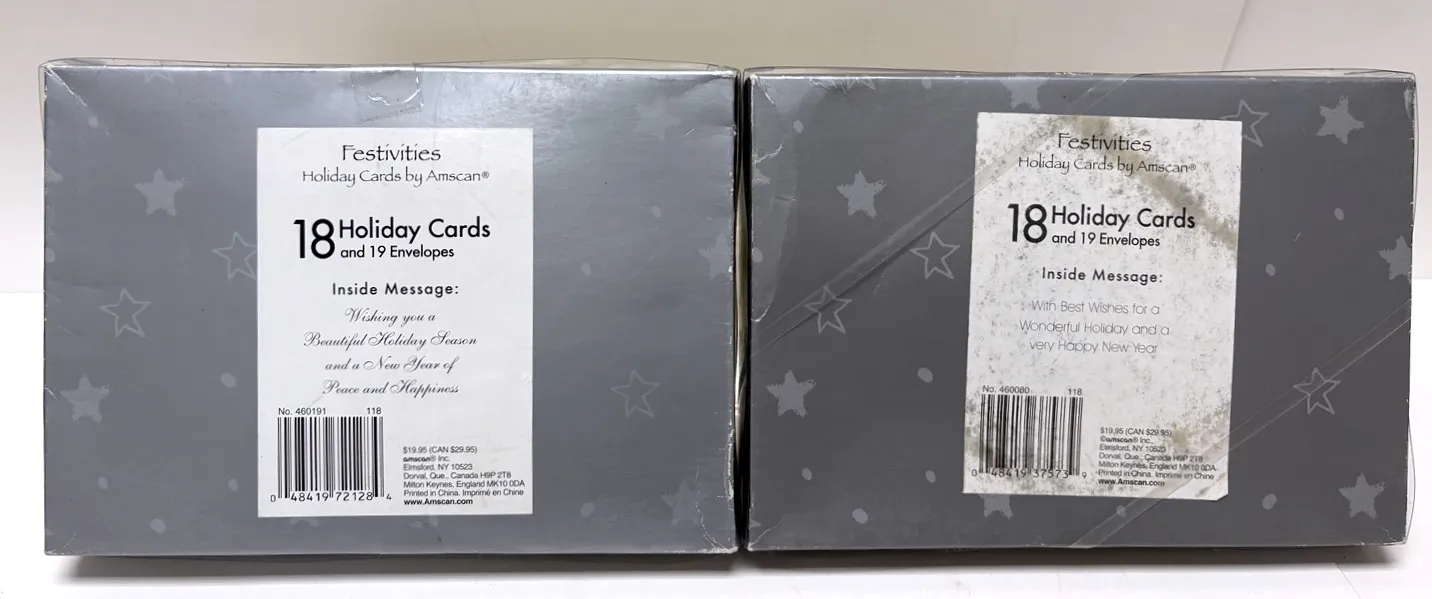 Festivities
Holiday Cards by Amscan®
18 Holiday Cards
and 19 Envelopes
Inside Message:
Wishing you a
Beautiful Holiday Season
and a New Year of
Peace and Happiness
No. 460191 118
$19.95 (CAN $29.95)
amscan® Inc.
Elmsford, NY 10523
Dorval, Que., Canada H9P 2T8
Milton Keynes, England MK10 0DA
Printed in China. Imprimé en Chine
www.Amscan.com
0 48419 72128 4
Festivities
Holiday Cards by Amscan®
18 Holiday Cards
and 19 Envelopes
Inside Message:
With Best Wishes for a
Wonderful Holiday and a
very Happy New Year
No. 460080 118
$19.95 (CAN $29.95)
©amscan® Inc.
Elmsford, NY 10523
Dorval, Que., Canada H9P 2T8
Milton Keynes, England MK10 0DA
Printed in China. Imprimé en Chine
www.Amscan.com
0 48419 37573 9